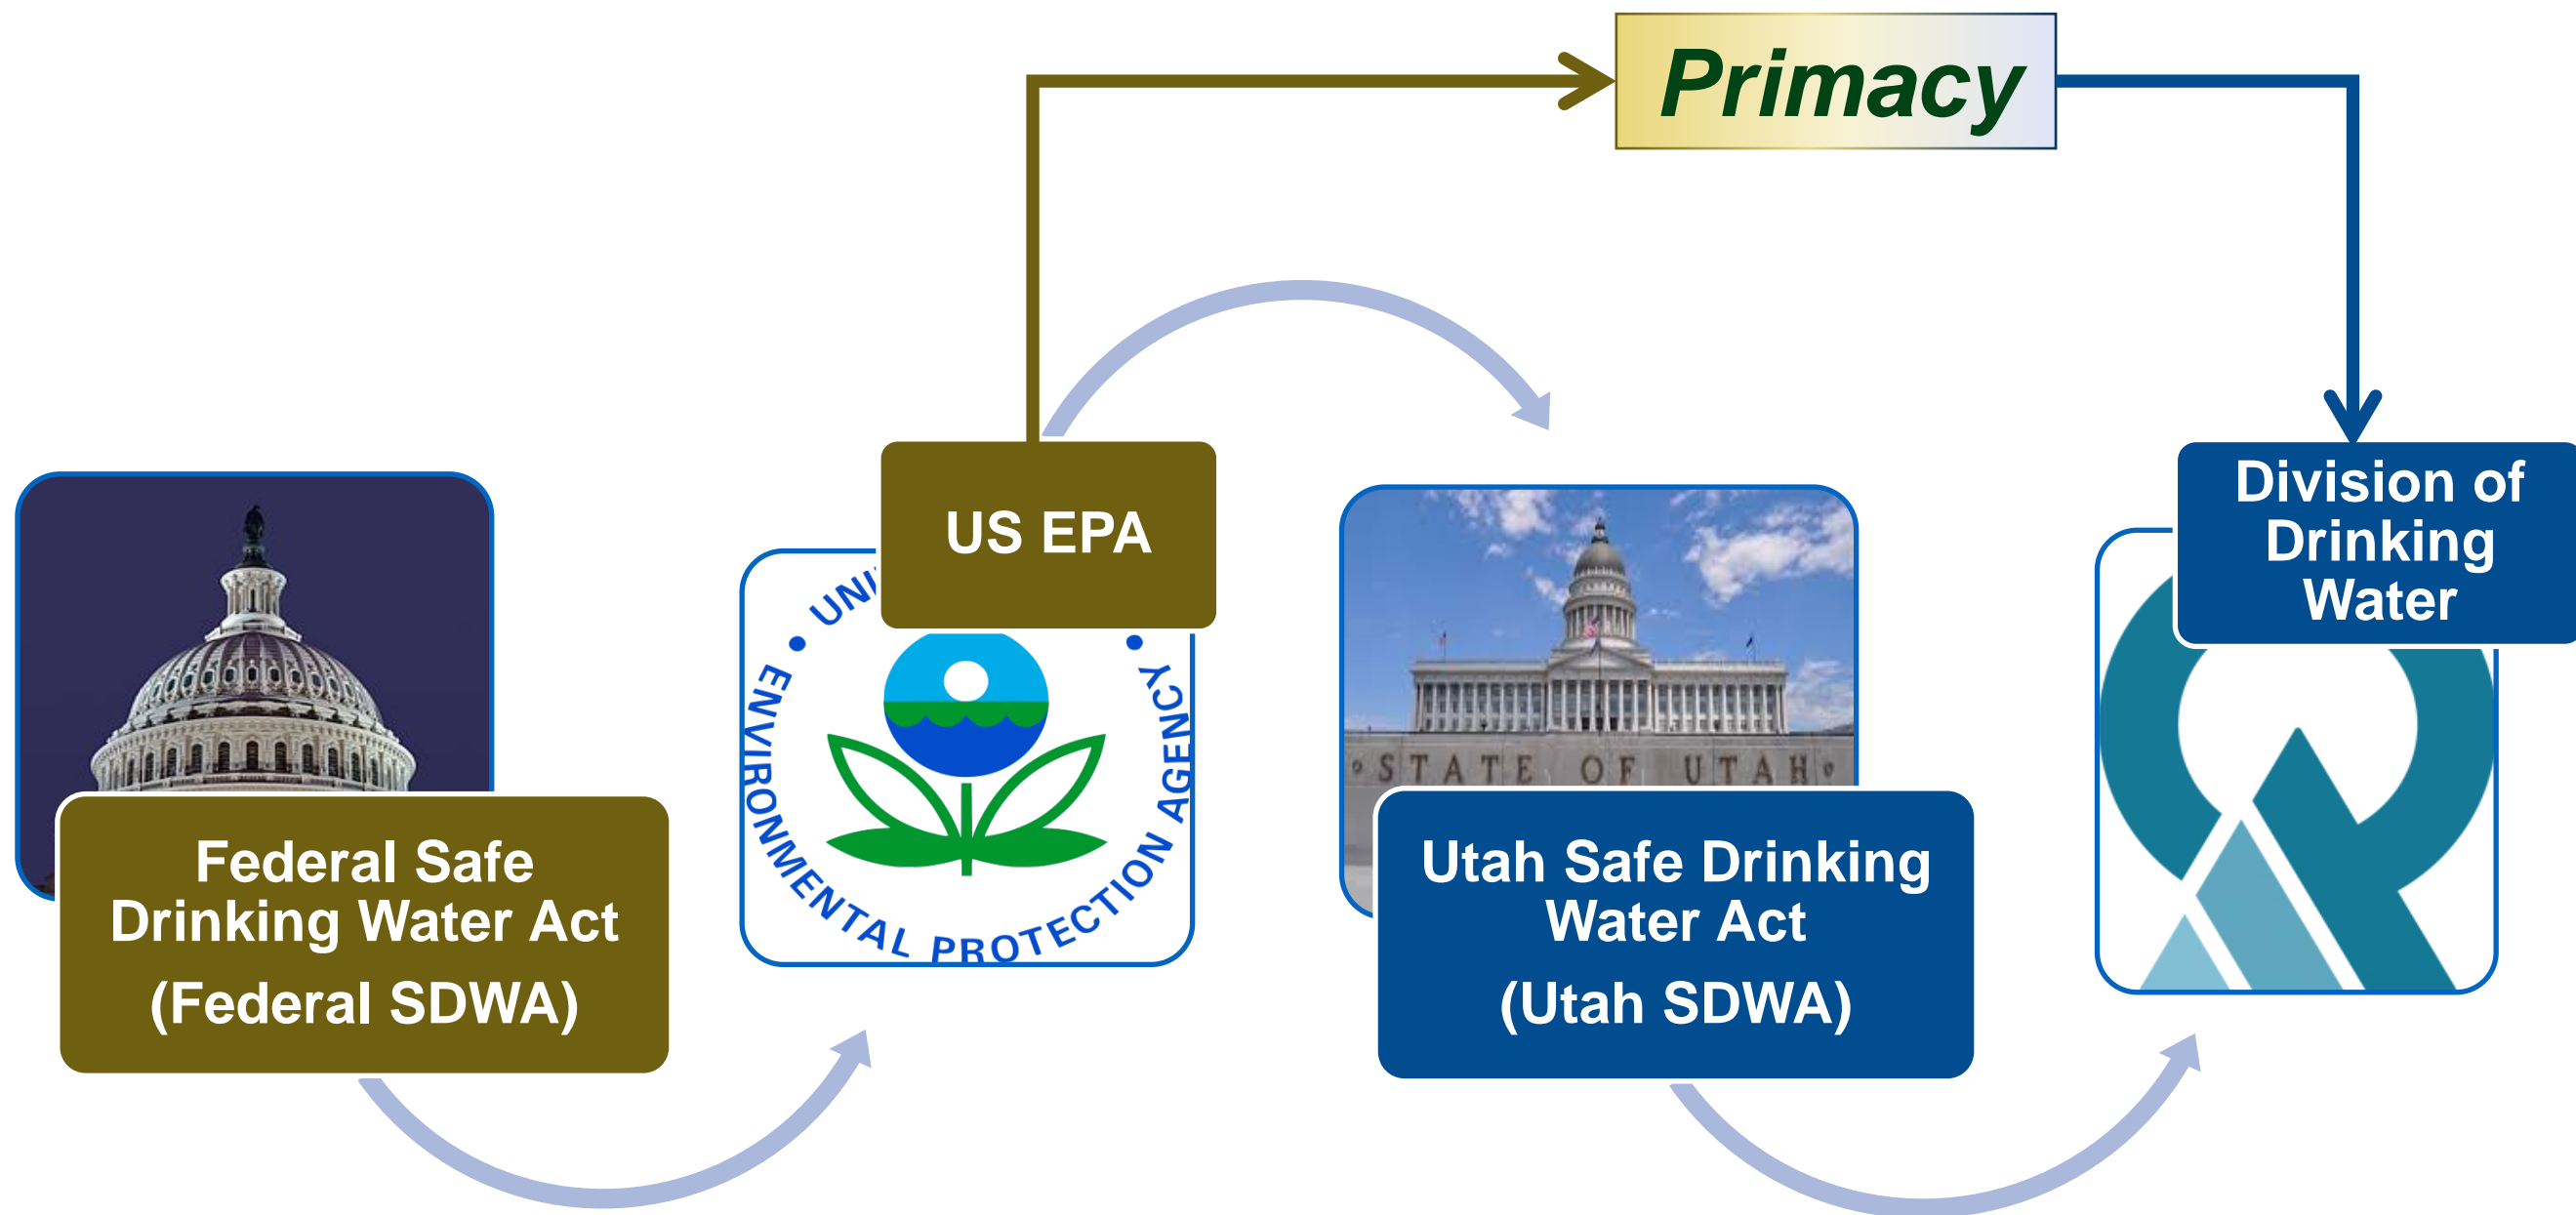 Primacy
US EPA
Division of
Drinking
Water
UNI
ENVIRONMENTAL PROTECTION AGENCY
STATE OF UTAH
Federal Safe
Drinking Water Act
(Federal SDWA)
Utah Safe Drinking
Water Act
(Utah SDWA)